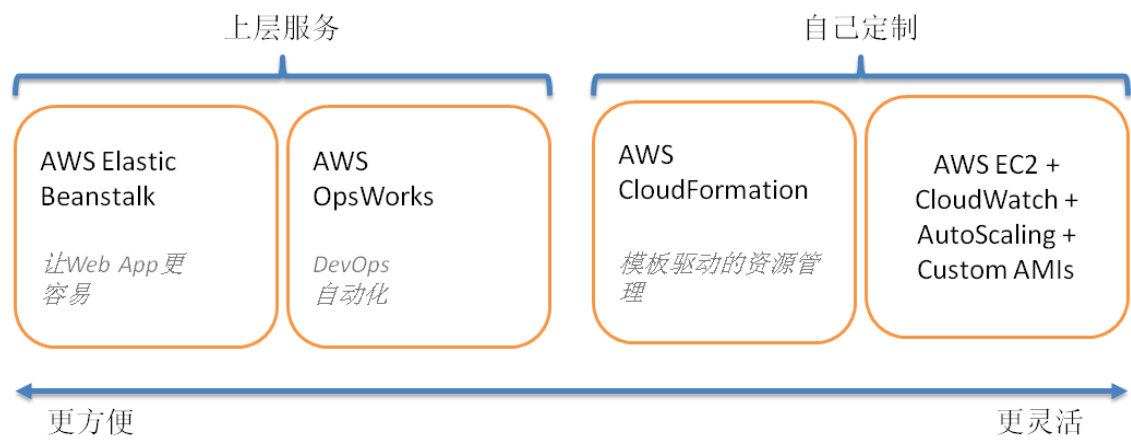 上层服务
自己定制
AWS Elastic
Beanstalk
让Web App更
容易
AWS
OpsWorks
DevOps
自动化
AWS
CloudFormation
模板驱动的资源管
理
AWS EC2 +
CloudWatch +
AutoScaling +
Custom AMIs
更方便
更灵活